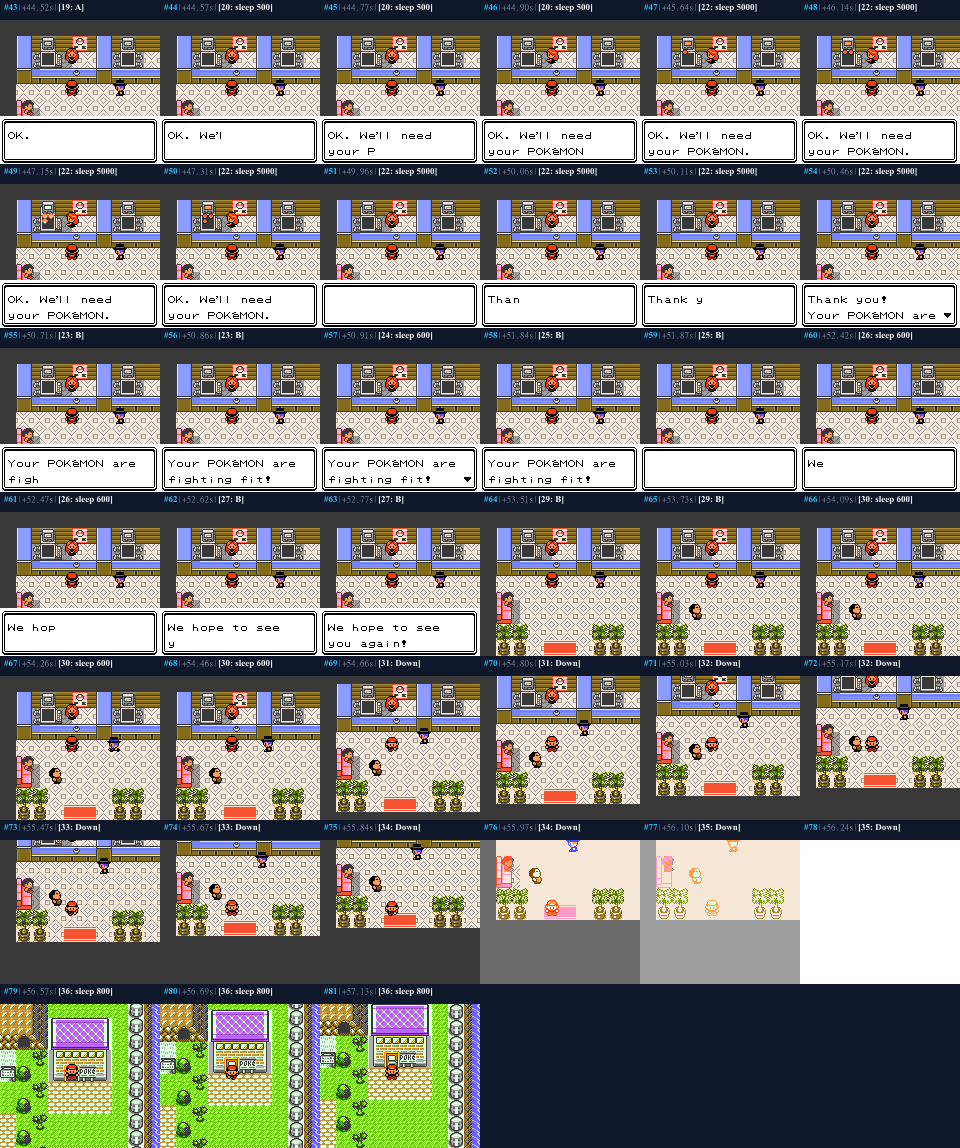 #43|+44.52s| [19: A]
#44|+44.57s| [20: sleep 500]
#45|+44.77s| [20: sleep 500]
#46|+44.90s| [20: sleep 500]
#47|+45.64s| [22: sleep 5000]
#48|+46.14s| [22: sleep 5000]
OK.
OK. We'l
OK. We'll need
your P
OK. We'll need
your POKéMON
OK. We'll need
your POKéMON.
OK. We'll need
your POKéMON.
#49|+47.15s| [22: sleep 5000]
#50|+47.31s| [22: sleep 5000]
#51|+49.96s| [22: sleep 5000]
#52|+50.06s| [22: sleep 5000]
#53|+50.11s| [22: sleep 5000]
#54|+50.46s| [22: sleep 5000]
OK. We'll need
your POKéMON.
OK. We'll need
your POKéMON.
Than
Thank y
Thank you!
Your POKéMON are
#55|+50.71s| [23: B]
#56|+50.86s| [23: B]
#57|+50.91s| [24: sleep 600]
#58|+51.84s| [25: B]
#59|+51.87s| [25: B]
#60|+52.42s| [26: sleep 600]
Your POKéMON are
figh
Your POKéMON are
fighting fit!
Your POKéMON are
fighting fit!
Your POKéMON are
fighting fit!
We
#61|+52.47s| [26: sleep 600]
#62|+52.62s| [27: B]
#63|+52.77s| [27: B]
#64|+53.51s| [29: B]
#65|+53.73s| [29: B]
#66|+54.09s| [30: sleep 600]
We hop
We hope to see
y
We hope to see
you again!
#67|+54.26s| [30: sleep 600]
#68|+54.46s| [30: sleep 600]
#69|+54.66s| [31: Down]
#70|+54.80s| [31: Down]
#71|+55.03s| [32: Down]
#72|+55.17s| [32: Down]
#73|+55.47s| [33: Down]
#74|+55.67s| [33: Down]
#75|+55.84s| [34: Down]
#76|+55.97s| [34: Down]
#77|+56.10s| [35: Down]
#78|+56.24s| [35: Down]
#79|+56.57s| [36: sleep 800]
#80|+56.69s| [36: sleep 800]
#81|+57.13s| [36: sleep 800]
POKé
POKé
POKé